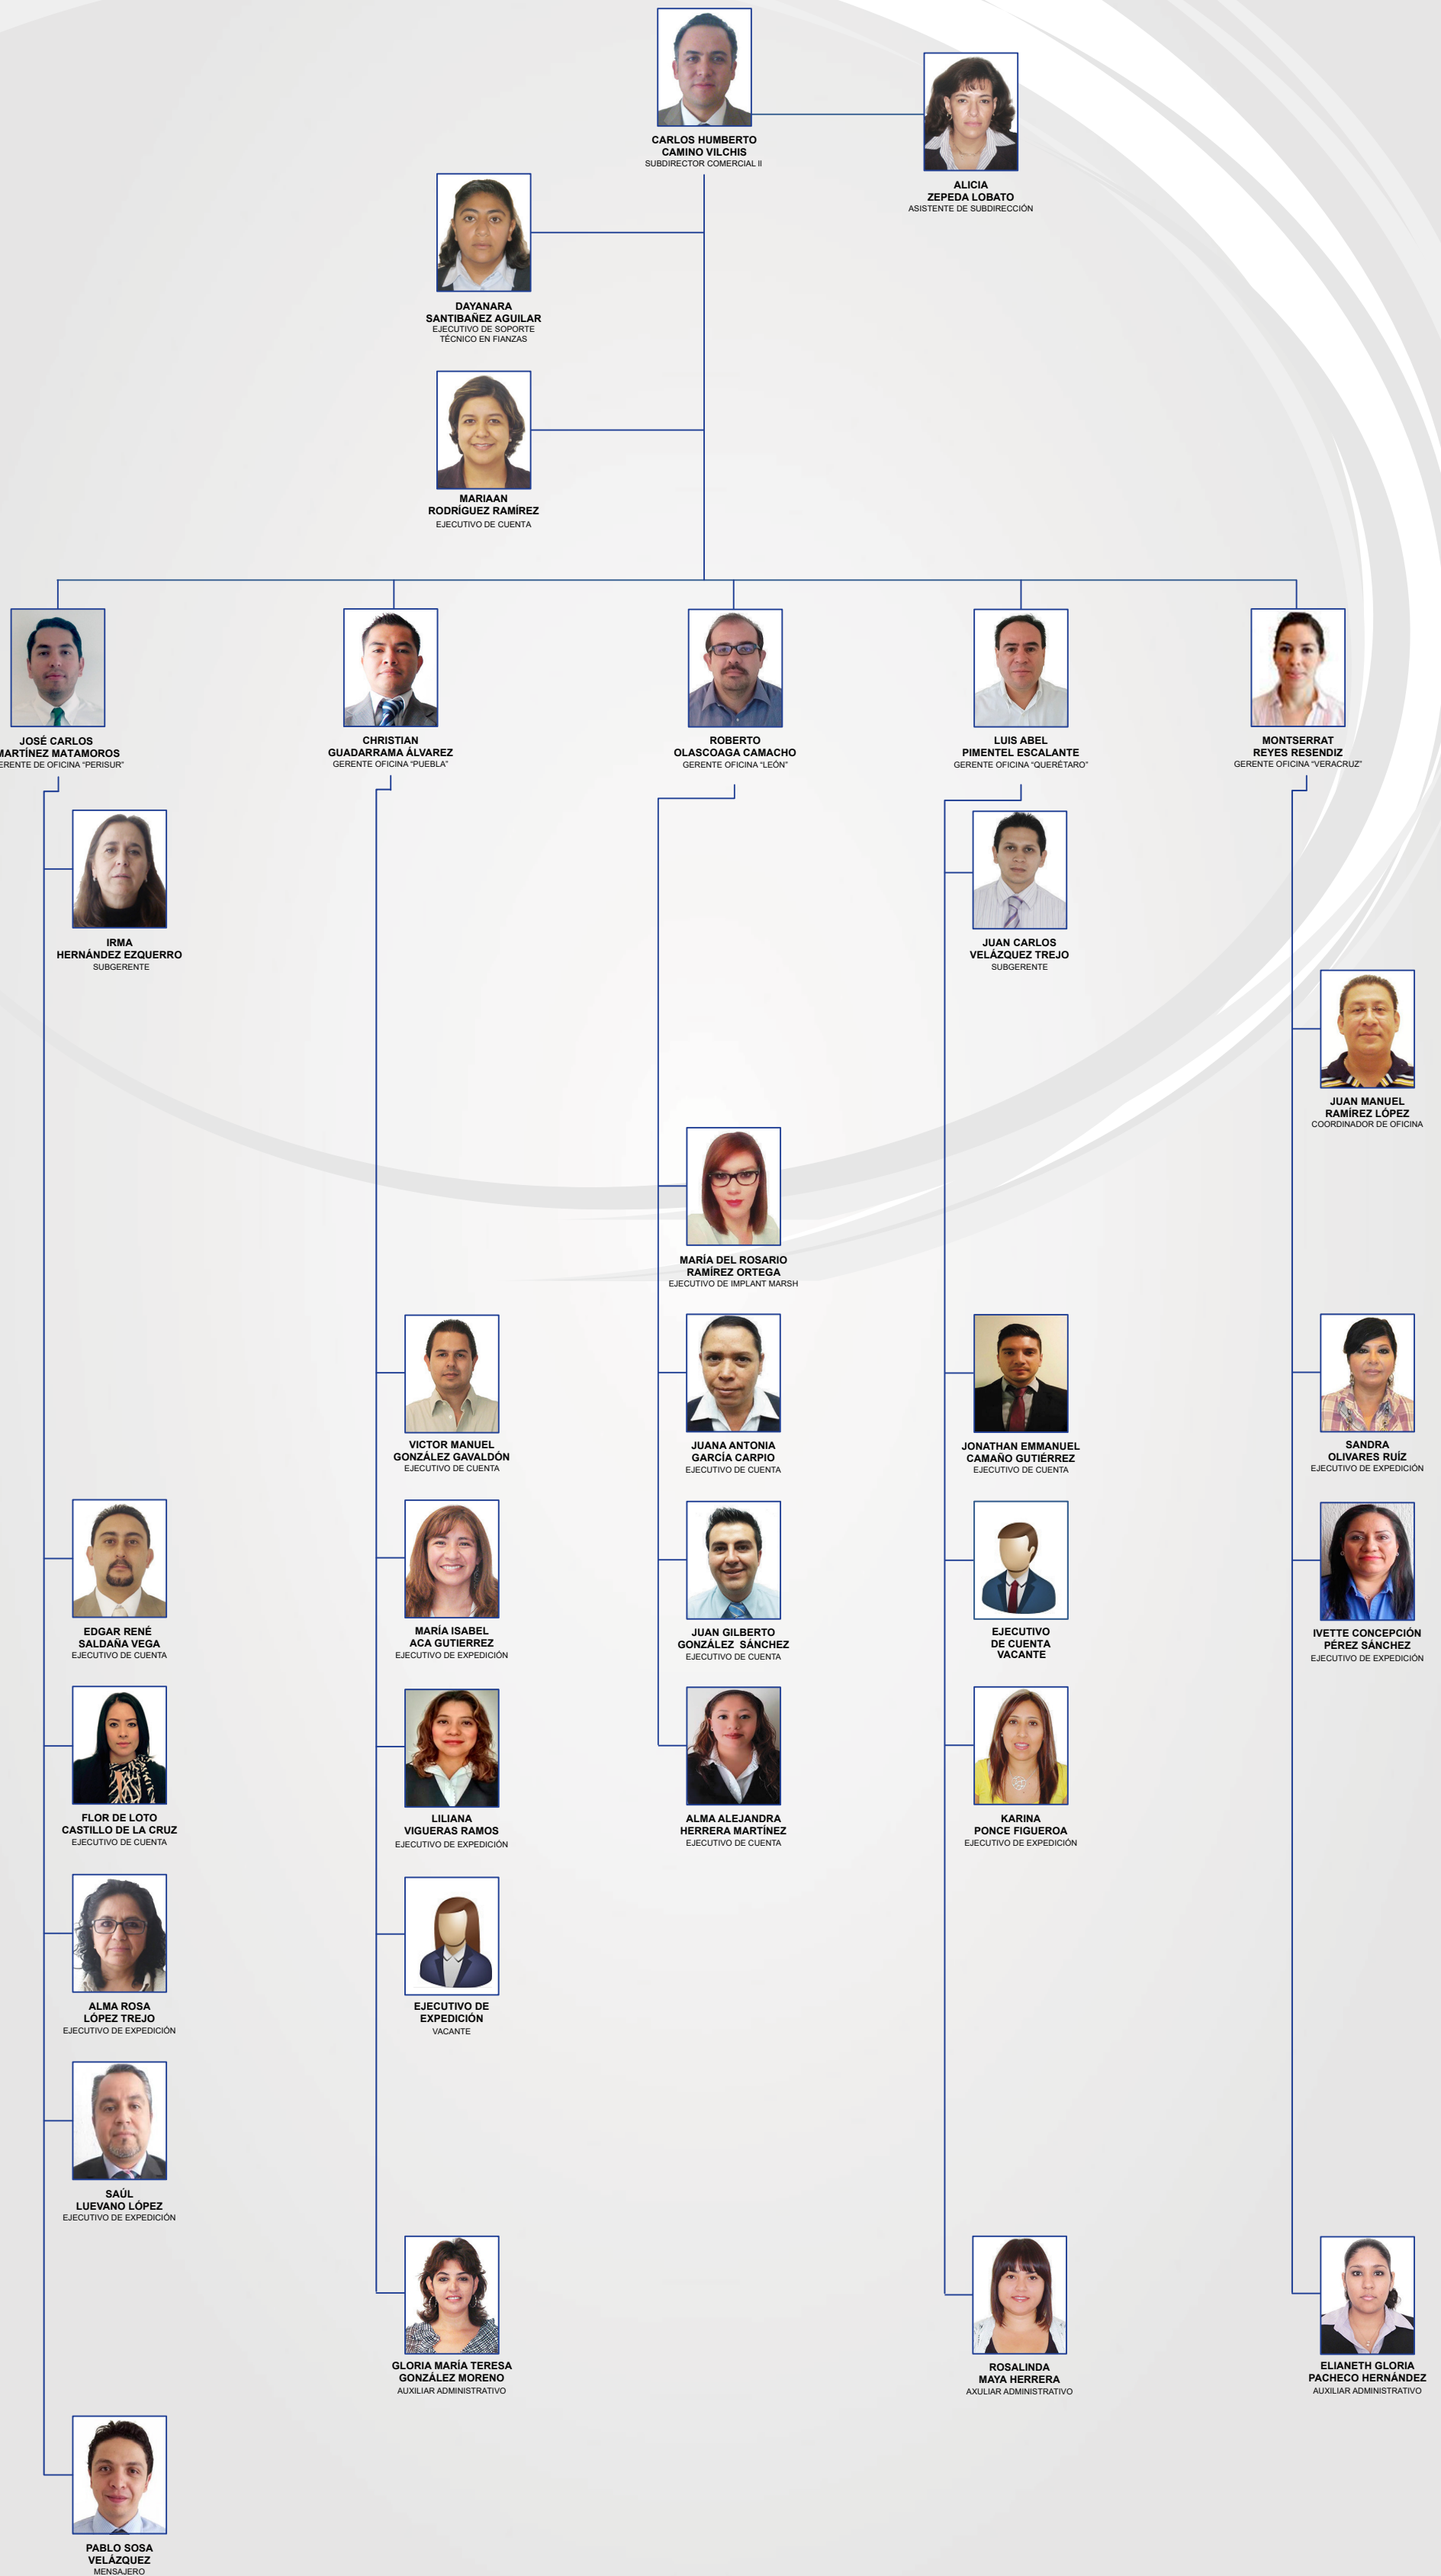 CARLOS HUMBERTO
CAMINO VILCHIS
SUBDIRECTOR COMERCIAL II
ALICIA
ZEPEDA LOBATO
ASISTENTE DE SUBDIRECCIÓN
DAYANARA
SANTIBAÑEZ AGUILAR
EJECUTIVO DE SOPORTE
TÉCNICO EN FIANZAS
MARIAAN
RODRÍGUEZ RAMÍREZ
EJECUTIVO DE CUENTA
JOSÉ CARLOS
MARTÍNEZ MATAMOROS
ERENTE DE OFICINA "PERISUR"
CHRISTIAN
GUADARRAMA ÁLVAREZ
GERENTE OFICINA "PUEBLA"
ROBERTO
OLASCOAGA CAMACHO
GERENTE OFICINA "LEÓN"
LUIS ABEL
PIMENTEL ESCALANTE
GERENTE OFICINA "QUERÉTARO"
MONTSERRAT
REYES RESENDIZ
GERENTE OFICINA "VERACRUZ"
IRMA
HERNÁNDEZ EZQUERRO
SUBGERENTE
JUAN CARLOS
VELÁZQUEZ TREJO
SUBGERENTE
JUAN MANUEL
RAMÍREZ LÓPEZ
COORDINADOR DE OFICINA
MARÍA DEL ROSARIO
RAMÍREZ ORTEGA
EJECUTIVO DE IMPLANT MARSH
VICTOR MANUEL
GONZÁLEZ GAVALDÓN
EJECUTIVO DE CUENTA
JUANA ANTONIA
GARCÍA CARPIO
EJECUTIVO DE CUENTA
JONATHAN EMMANUEL
CAMAÑO GUTIÉRREZ
EJECUTIVO DE CUENTA
SANDRA
OLIVARES RUÍZ
EJECUTIVO DE EXPEDICIÓN
EDGAR RENÉ
SALDAÑA VEGA
EJECUTIVO DE CUENTA
MARÍA ISABEL
ACA GUTIERREZ
EJECUTIVO DE EXPEDICIÓN
JUAN GILBERTO
GONZÁLEZ SÁNCHEZ
EJECUTIVO DE CUENTA
EJECUTIVO
DE CUENTA
VACANTE
IVETTE CONCEPCIÓN
PÉREZ SÁNCHEZ
EJECUTIVO DE EXPEDICIÓN
FLOR DE LOTO
CASTILLO DE LA CRUZ
EJECUTIVO DE CUENTA
LILIANA
VIGUERAS RAMOS
EJECUTIVO DE EXPEDICIÓN
ALMA ALEJANDRA
HERRERA MARTÍNEZ
EJECUTIVO DE CUENTA
KARINA
PONCE FIGUEROA
EJECUTIVO DE EXPEDICIÓN
ALMA ROSA
LÓPEZ TREJO
EJECUTIVO DE EXPEDICIÓN
EJECUTIVO DE
EXPEDICIÓN
VACANTE
SAÚL
LUEVANO LÓPEZ
EJECUTIVO DE EXPEDICIÓN
GLORIA MARÍA TERESA
GONZÁLEZ MORENO
AUXILIAR ADMINISTRATIVO
ROSALINDA
MAYA HERRERA
AXULIAR ADMINISTRATIVO
ELIANETH GLORIA
PACHECO HERNÁNDEZ
AUXILIAR ADMINISTRATIVO
PABLO SOSA
VELÁZQUEZ
MENSAJERO